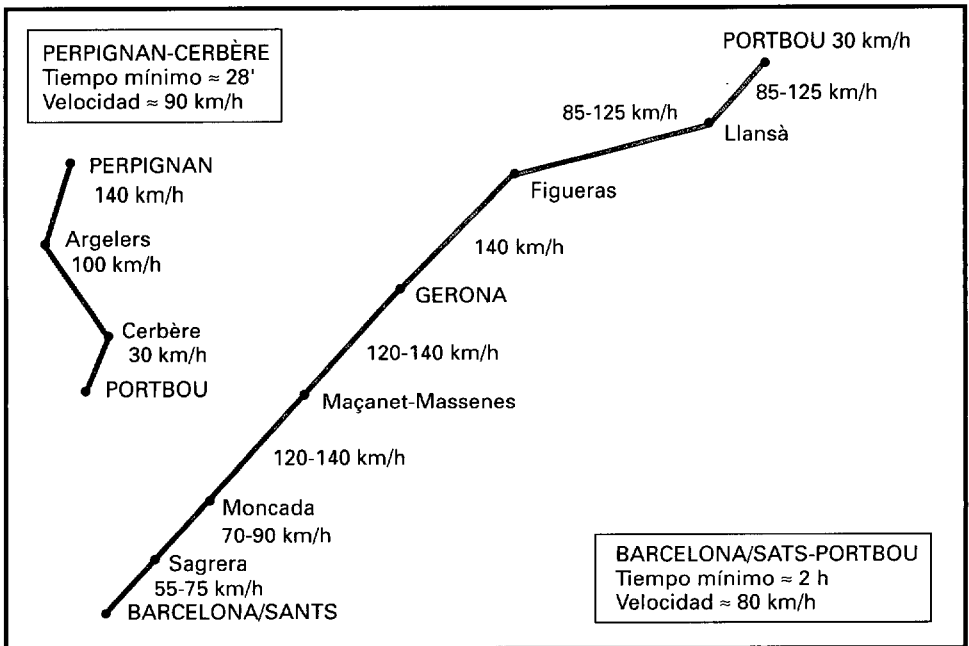 PERPIGNAN-CERBÈRE
Tiempo mínimo ≈ 28'
Velocidad ≈ 90 km/h
PERPIGNAN
140 km/h
Argelers
100 km/h
Cerbère
30 km/h
PORTBOU
PORTBOU 30 km/h
85-125 km/h
85-125 km/h
Llansà
Figueras
140 km/h
GERONA
120-140 km/h
Maçanet-Massenes
120-140 km/h
Moncada
70-90 km/h
Sagrera
55-75 km/h
BARCELONA/SANTS
BARCELONA/SATS-PORTBOU
Tiempo mínimo ≈ 2 h
Velocidad ≈ 80 km/h